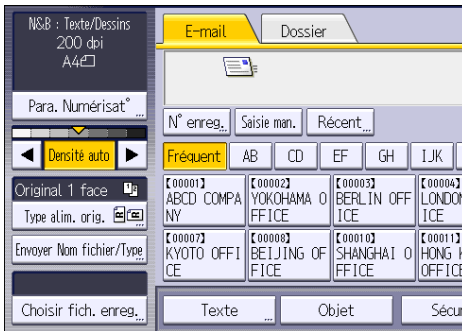 N&B : Texte/Dessins
200 dpi
A4
Para. Numérisat°
Densité auto
Original 1 face
Type alim. orig.
Envoyer Nom fichier/Type
Choisir fich. enreg.
E-mail
Dossier
N° enreg.
Saisie man.
Récent
Fréquent
AB
CD
EF
GH
IJK
[00001]
ABCD COMPA
NY
[00002]
YOKOHAMA O
FFICE
[00003]
BERLIN OFF
ICE
[00004]
LONDON
ICE
[00007]
KYOTO OFFI
CE
[00008]
BEIJING OF
FICE
[00010]
SHANGHAI O
FFICE
[00011]
HONG K
OFFICE
Texte
Objet
Sécur